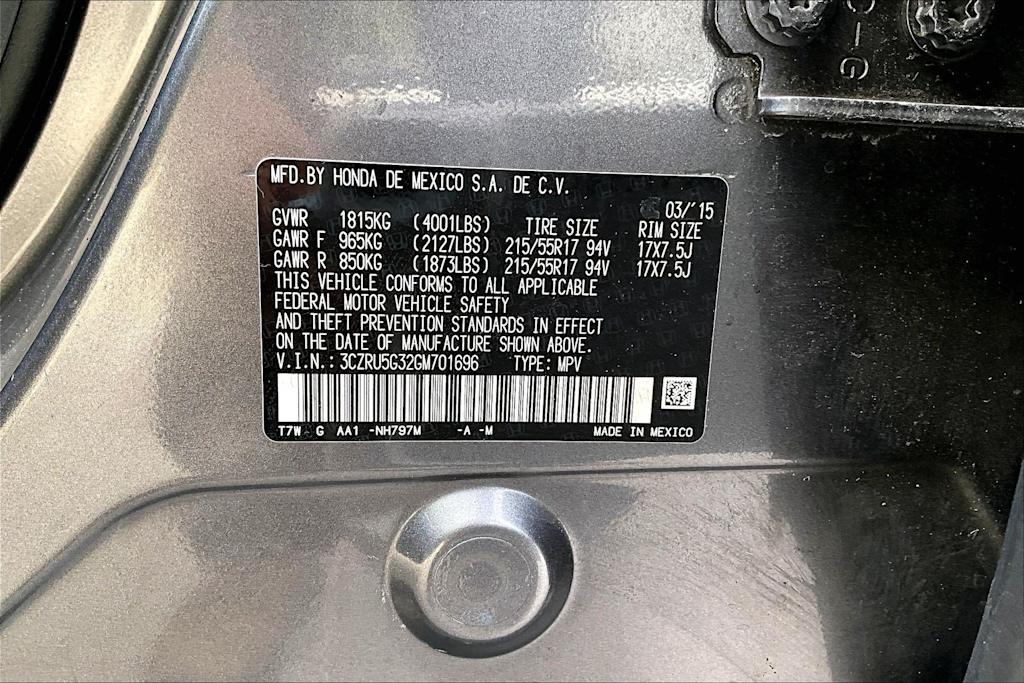 C-I-G
MFD.BY HONDA DE MEXICO S.A. DE C.V.
03/'15
GVWR 1815KG (4001LBS) TIRE SIZE RIM SIZE
GAWR F 965KG (2127LBS) 215/55R17 94V 17X7.5J
GAWR R 850KG (1873LBS) 215/55R17 94V 17X7.5J
THIS VEHICLE CONFORMS TO ALL APPLICABLE
FEDERAL MOTOR VEHICLE SAFETY
AND THEFT PREVENTION STANDARDS IN EFFECT
ON THE DATE OF MANUFACTURE SHOWN ABOVE.
V.I.N.: 3CZRU5G32GM701696 TYPE: MPV
T7W G AA1 -NH797M -A -M MADE IN MEXICO